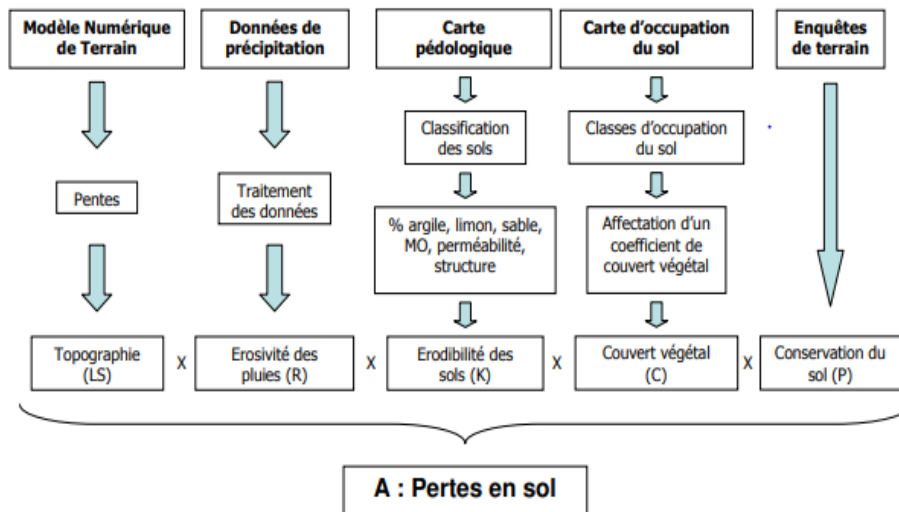 Modèle Numérique
de Terrain
Données de
précipitation
Carte
pédologique
Carte d'occupation
du sol
Enquêtes
de terrain
Classification
des sols
Classes d'occupation
du sol
Pentes
Traitement
des données
% argile, limon, sable,
MO, perméabilité,
structure
Affectation d'un
coefficient de
couvert végétal
Topographie
(LS)
X
Erosivité des
pluies (R)
X
Erodibilité des
sols (K)
X
Couvert végétal
(C)
X
Conservation du
sol (P)
A : Pertes en sol